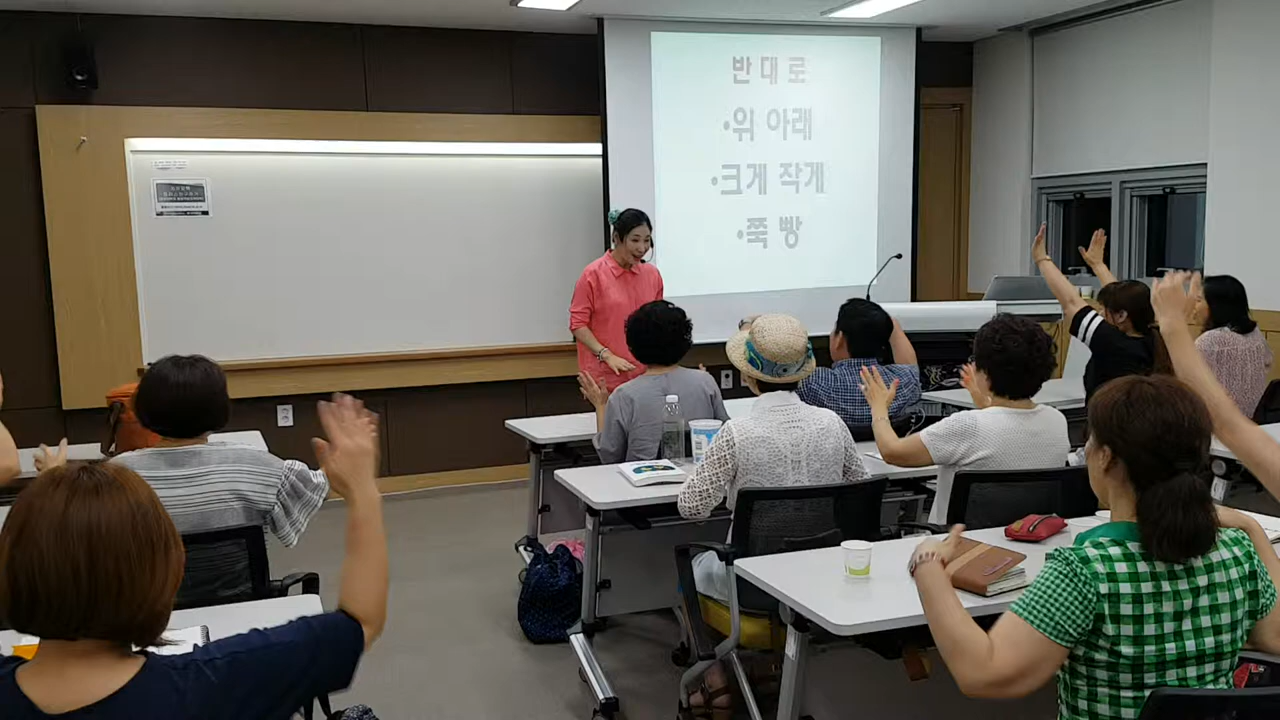 반대로
•위 아래
•크게 작게
•쭉 빵